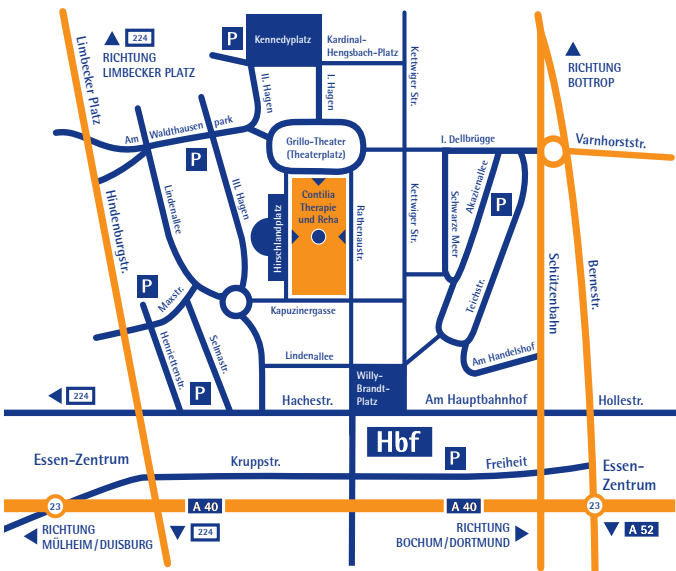 224
RICHTUNG
LIMBECKER PLATZ
Limbecker Platz
P
Kennedyplatz
Kardinal-
Hengsbach-Platz
RICHTUNG
BOTTROP
II. Hagen
I. Hagen
Kettwiger Str.
Am Waldthausen park
P
Grillo-Theater
(Theaterplatz)
I. Dellbrügge
Varnhorststr.
Contilia
Therapie
und Reha
Lindenallee
III. Hagen
Hirschlandplatz
Rathenaustr.
Kettwiger Str.
Schwarze Meer
Akazienallee
P
Hindenburgstr.
P
Maxstr.
Kapuzinergasse
Teichstr.
Schützenbahn
Bernestr.
Henriettenstr.
Selmastr.
Lindenallee
Am Handelshof
Willy-
Brandt-
Platz
224
P
Hachestr.
Am Hauptbahnhof
Hollestr.
Hbf
P
Essen-Zentrum
Kruppstr.
Freiheit
Essen-
Zentrum
23
A 40
A 40
23
RICHTUNG
MÜLHEIM/DUISBURG
224
RICHTUNG
BOCHUM/DORTMUND
A 52